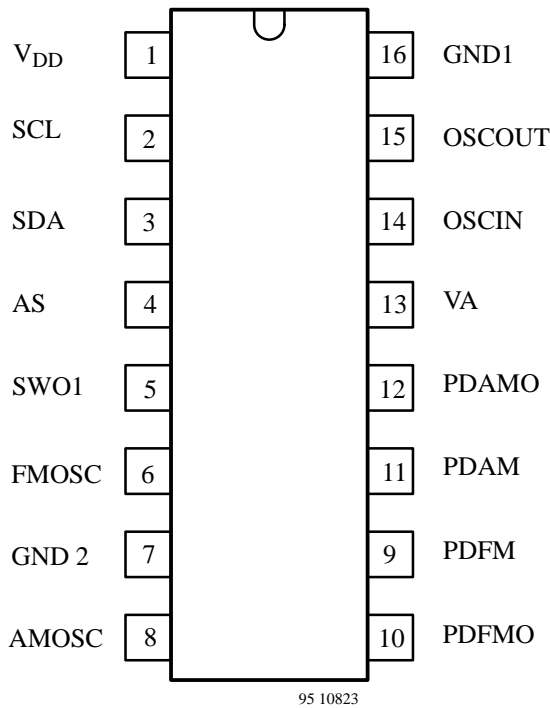 V_DD 1 16 GND1
SCL 2 15 OSCOUT
SDA 3 14 OSCIN
AS 4 13 VA
SWO1 5 12 PDAMO
FMOSC 6 11 PDAM
GND 2 7 9 PDFM
AMOSC 8 10 PDFMO
95 10823